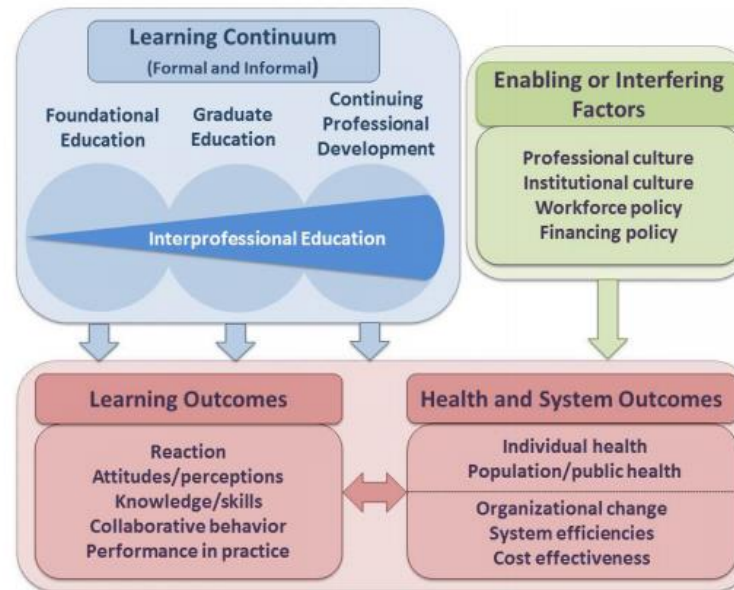 Learning Continuum
(Formal and Informal)
Foundational
Education
Graduate
Education
Continuing
Professional
Development
Interprofessional Education
Enabling or Interfering
Factors
Professional culture
Institutional culture
Workforce policy
Financing policy
Learning Outcomes
Reaction
Attitudes/perceptions
Knowledge/skills
Collaborative behavior
Performance in practice
Health and System Outcomes
Individual health
Population/public health
Organizational change
System efficiencies
Cost effectiveness